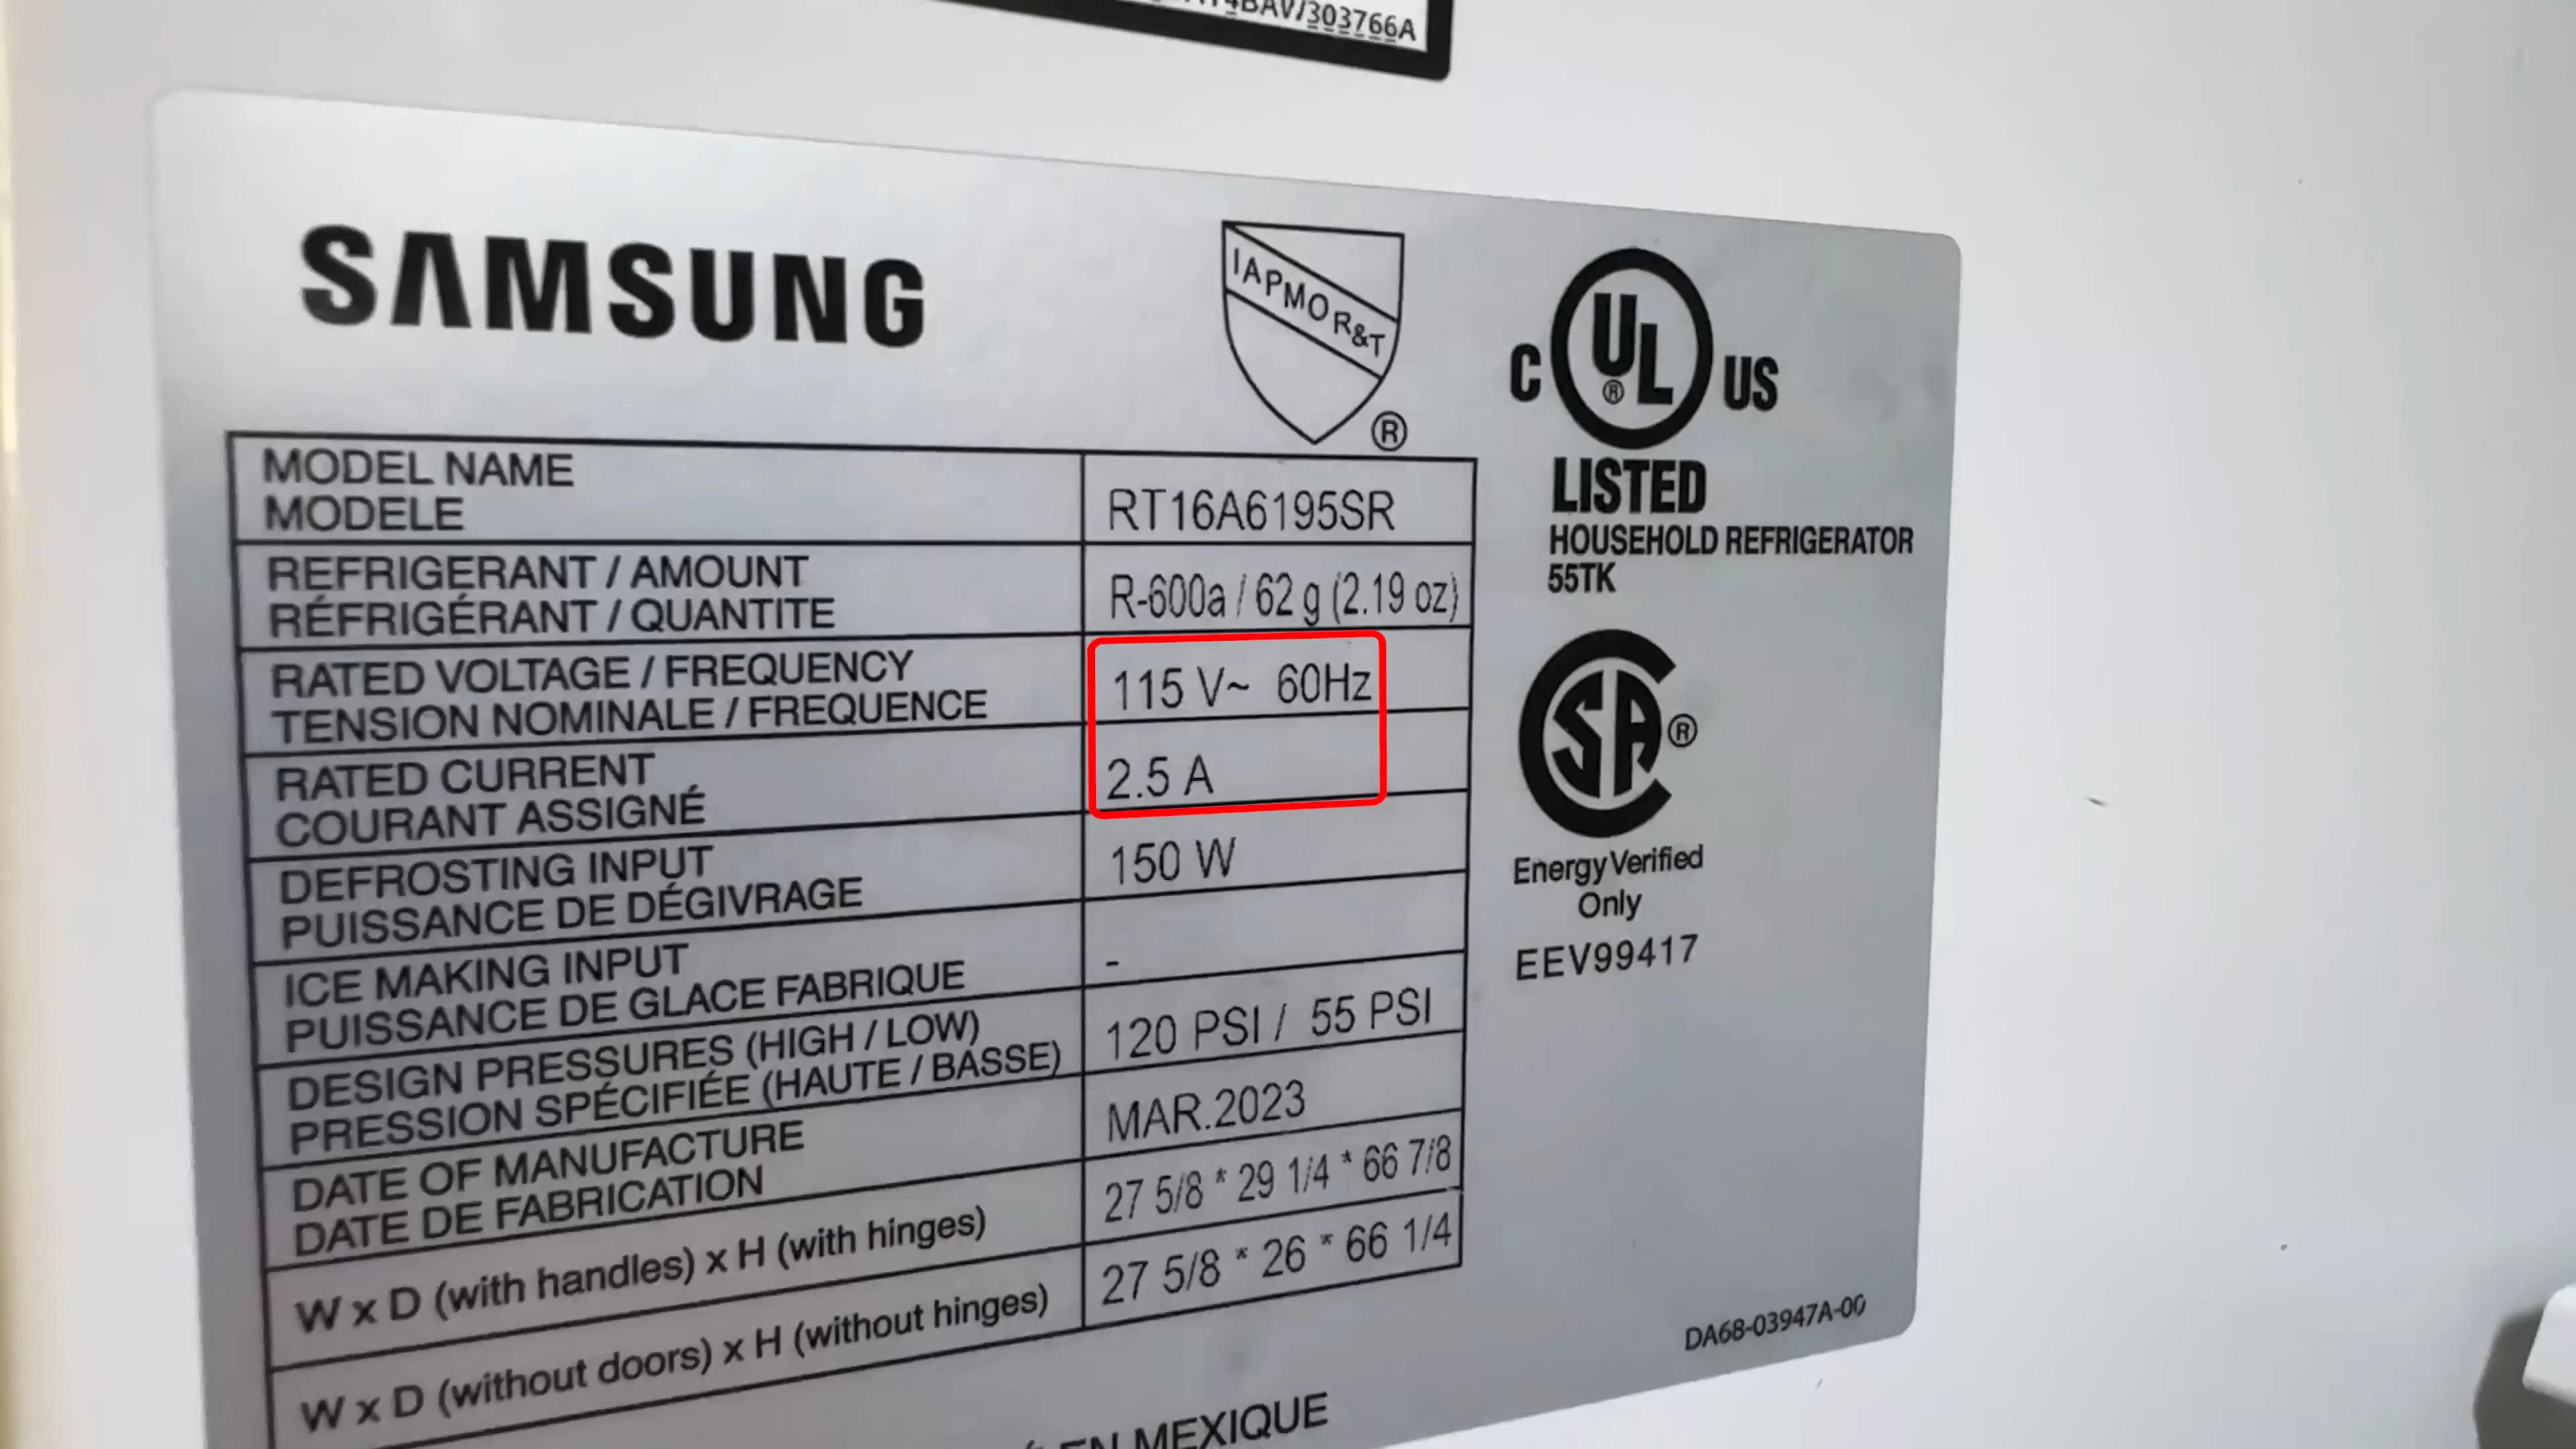 303766A
SAMSUNG
IAPMO R&T
®
C UL® US
LISTED
HOUSEHOLD REFRIGERATOR
55TK
MODEL NAME
MODELE
RT16A6195SR
REFRIGERANT / AMOUNT
RÉFRIGÉRANT / QUANTITE
R-600a / 62 g (2.19 oz)
RATED VOLTAGE / FREQUENCY
TENSION NOMINALE / FREQUENCE
115 V~ 60Hz
RATED CURRENT
COURANT ASSIGNÉ
2.5 A
DEFROSTING INPUT
PUISSANCE DE DÉGIVRAGE
150 W
ICE MAKING INPUT
PUISSANCE DE GLACE FABRIQUE
-
DESIGN PRESSURES (HIGH / LOW)
PRESSION SPÉCIFIÉE (HAUTE / BASSE)
120 PSI / 55 PSI
DATE OF MANUFACTURE
DATE DE FABRICATION
MAR.2023
W x D (with handles) x H (with hinges)
27 5/8 * 29 1/4 * 66 7/8
W x D (without doors) x H (without hinges)
27 5/8 * 26 * 66 1/4
CSA®
Energy Verified
Only
EEV99417
DA68-03947A-00
EN MEXIQUE